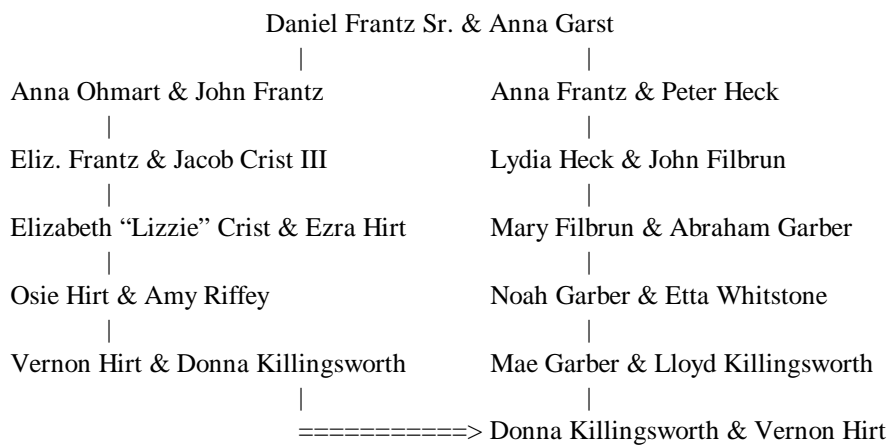 Daniel Frantz Sr. & Anna Garst
| |
Anna Ohmart & John Frantz Anna Frantz & Peter Heck
| |
Eliz. Frantz & Jacob Crist III Lydia Heck & John Filbrun
| |
Elizabeth “Lizzie” Crist & Ezra Hirt Mary Filbrun & Abraham Garber
| |
Osie Hirt & Amy Riffey Noah Garber & Etta Whitstone
| |
Vernon Hirt & Donna Killingsworth Mae Garber & Lloyd Killingsworth
| |
===========> Donna Killingsworth & Vernon Hirt